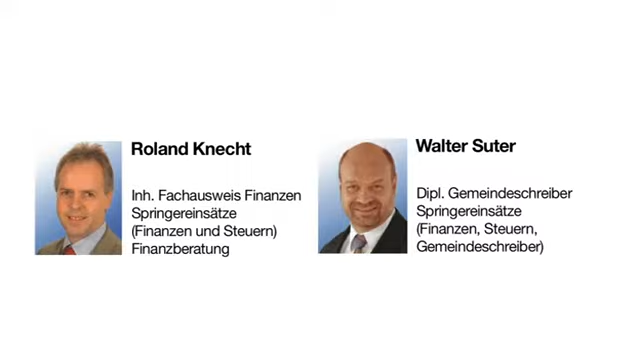 Roland Knecht
Inh. Fachausweis Finanzen
Springereinsätze
(Finanzen und Steuern)
Finanzberatung
Walter Suter
Dipl. Gemeindeschreiber
Springereinsätze
(Finanzen, Steuern,
Gemeindeschreiber)